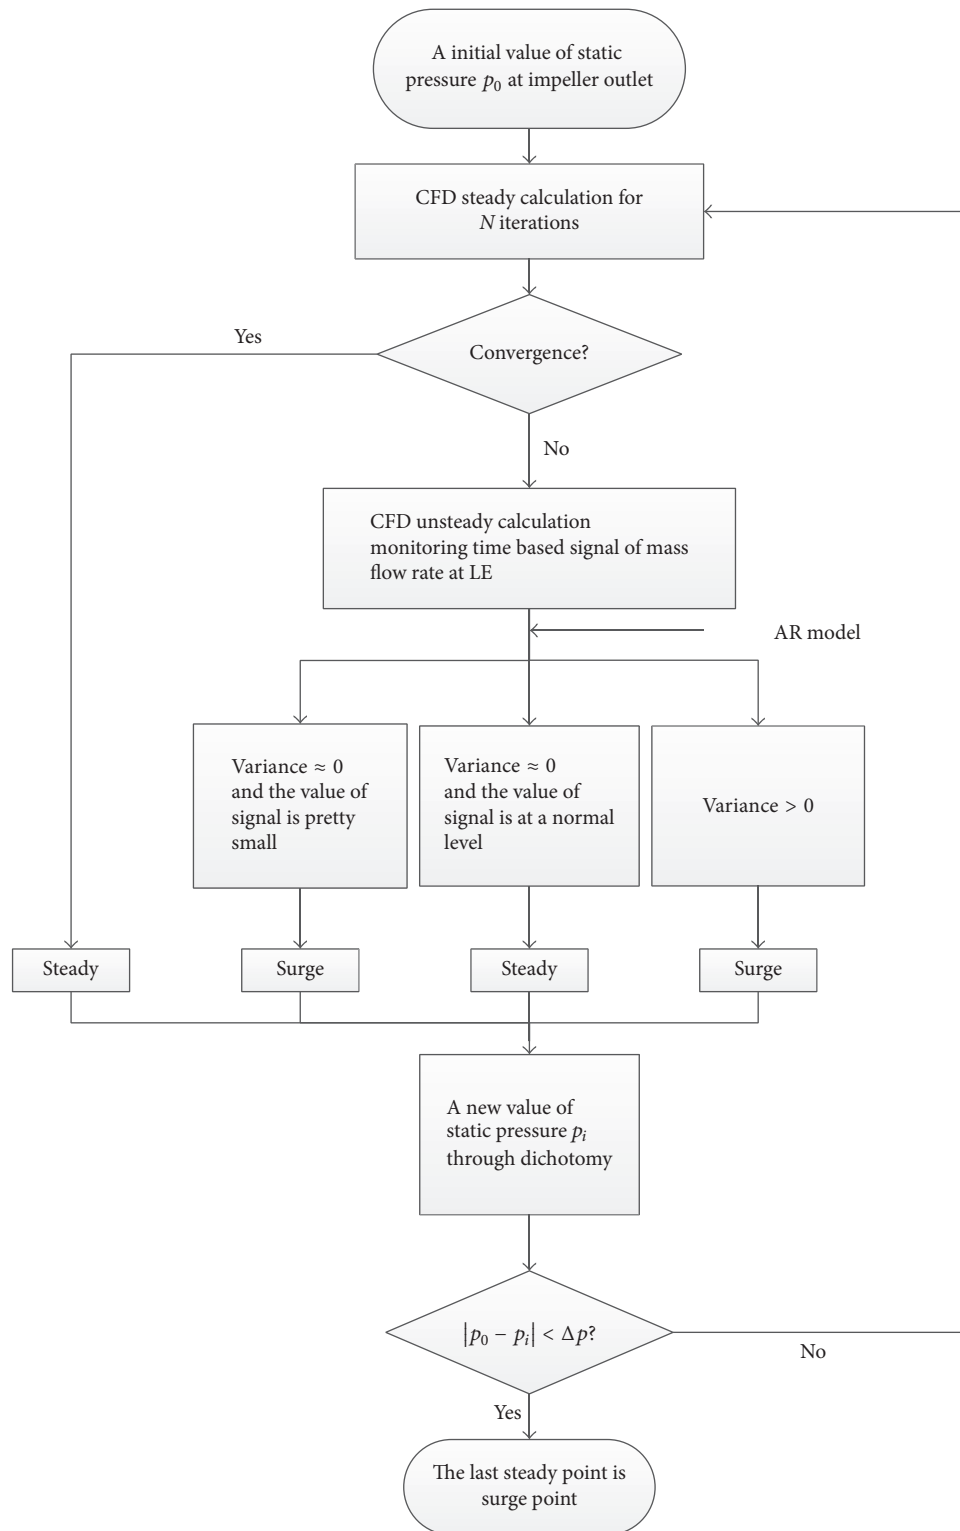 A initial value of static
pressure p₀ at impeller outlet
CFD steady calculation for
N iterations
Yes
Convergence?
No
CFD unsteady calculation
monitoring time based signal of mass
flow rate at LE
AR model
Variance ≈ 0
and the value of
signal is pretty
small
Variance ≈ 0
and the value of
signal is at a normal
level
Variance > 0
Steady
Surge
Steady
Surge
A new value of
static pressure pᵢ
through dichotomy
|p₀ − pᵢ| < Δp?
No
Yes
The last steady point is
surge point